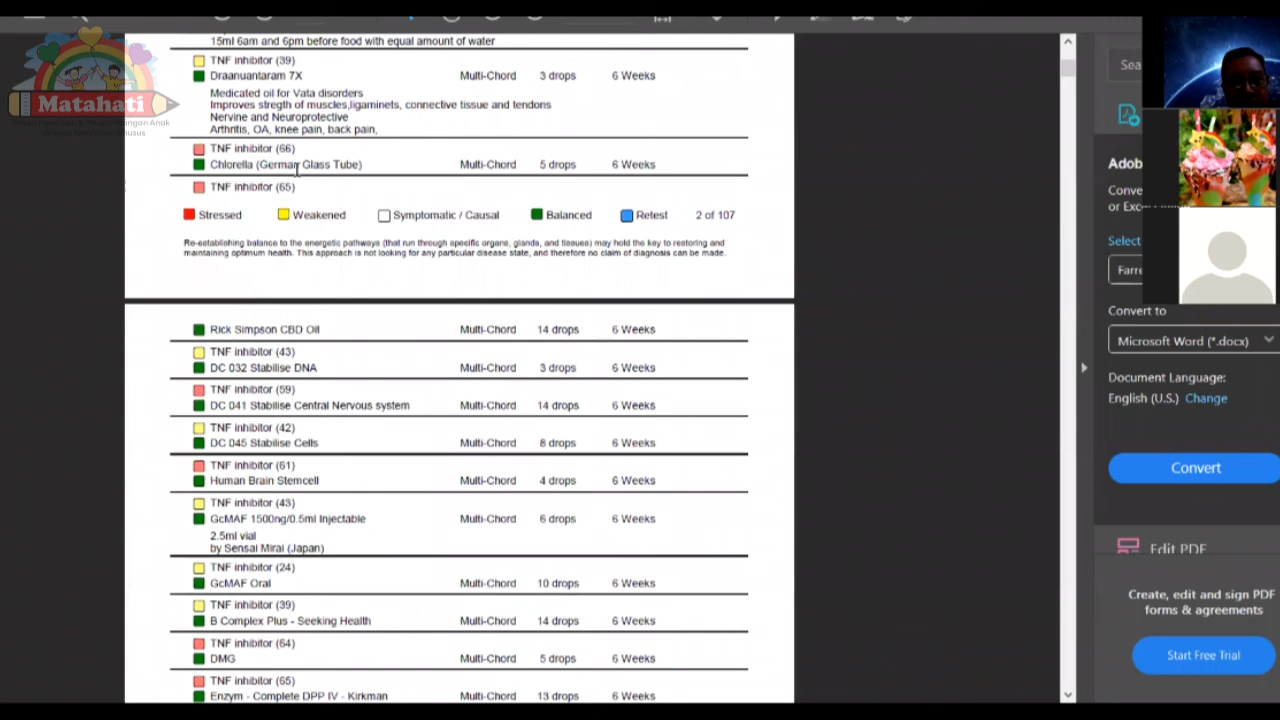 15ml 6am and 6pm before food with equal amount of water
TNF inhibitor (39)
Draanuantaram 7X Multi-Chord 3 drops 6 Weeks
Medicated oil for Vata disorders
Improves stregth of muscles,ligaminets, connective tissue and tendons
Nervine and Neuroprotective
Arthritis, OA, knee pain, back pain,
TNF inhibitor (66)
Chlorella (German Glass Tube) Multi-Chord 5 drops 6 Weeks
TNF inhibitor (65)
Stressed Weakened Symptomatic / Causal Balanced Retest 2 of 107
Re-establishing balance to the energetic pathways (that run through specific organs, glands, and tissues) may hold the key to restoring and
maintaining optimum health. This approach is not looking for any particular disease state, and therefore no claim of diagnosis can be made.
Rick Simpson CBD Oil Multi-Chord 14 drops 6 Weeks
TNF inhibitor (43)
DC 032 Stabilise DNA Multi-Chord 3 drops 6 Weeks
TNF inhibitor (59)
DC 041 Stabilise Central Nervous system Multi-Chord 14 drops 6 Weeks
TNF inhibitor (42)
DC 045 Stabilise Cells Multi-Chord 8 drops 6 Weeks
TNF inhibitor (61)
Human Brain Stemcell Multi-Chord 4 drops 6 Weeks
TNF inhibitor (43)
GcMAF 1500ng/0.5ml Injectable Multi-Chord 6 drops 6 Weeks
2.5ml vial
by Sensai Mirai (Japan)
TNF inhibitor (24)
GcMAF Oral Multi-Chord 10 drops 6 Weeks
TNF inhibitor (39)
B Complex Plus - Seeking Health Multi-Chord 14 drops 6 Weeks
TNF inhibitor (64)
DMG Multi-Chord 5 drops 6 Weeks
TNF inhibitor (65)
Enzym - Complete DPP IV - Kirkman Multi-Chord 13 drops 6 Weeks
Matahati
Sea
Adob
Conve
or Exc
Select
Farre
Convert to
Microsoft Word (*.docx)
Document Language:
English (U.S.) Change
Convert
Edit PDF
Create, edit and sign PDF
forms & agreements
Start Free Trial